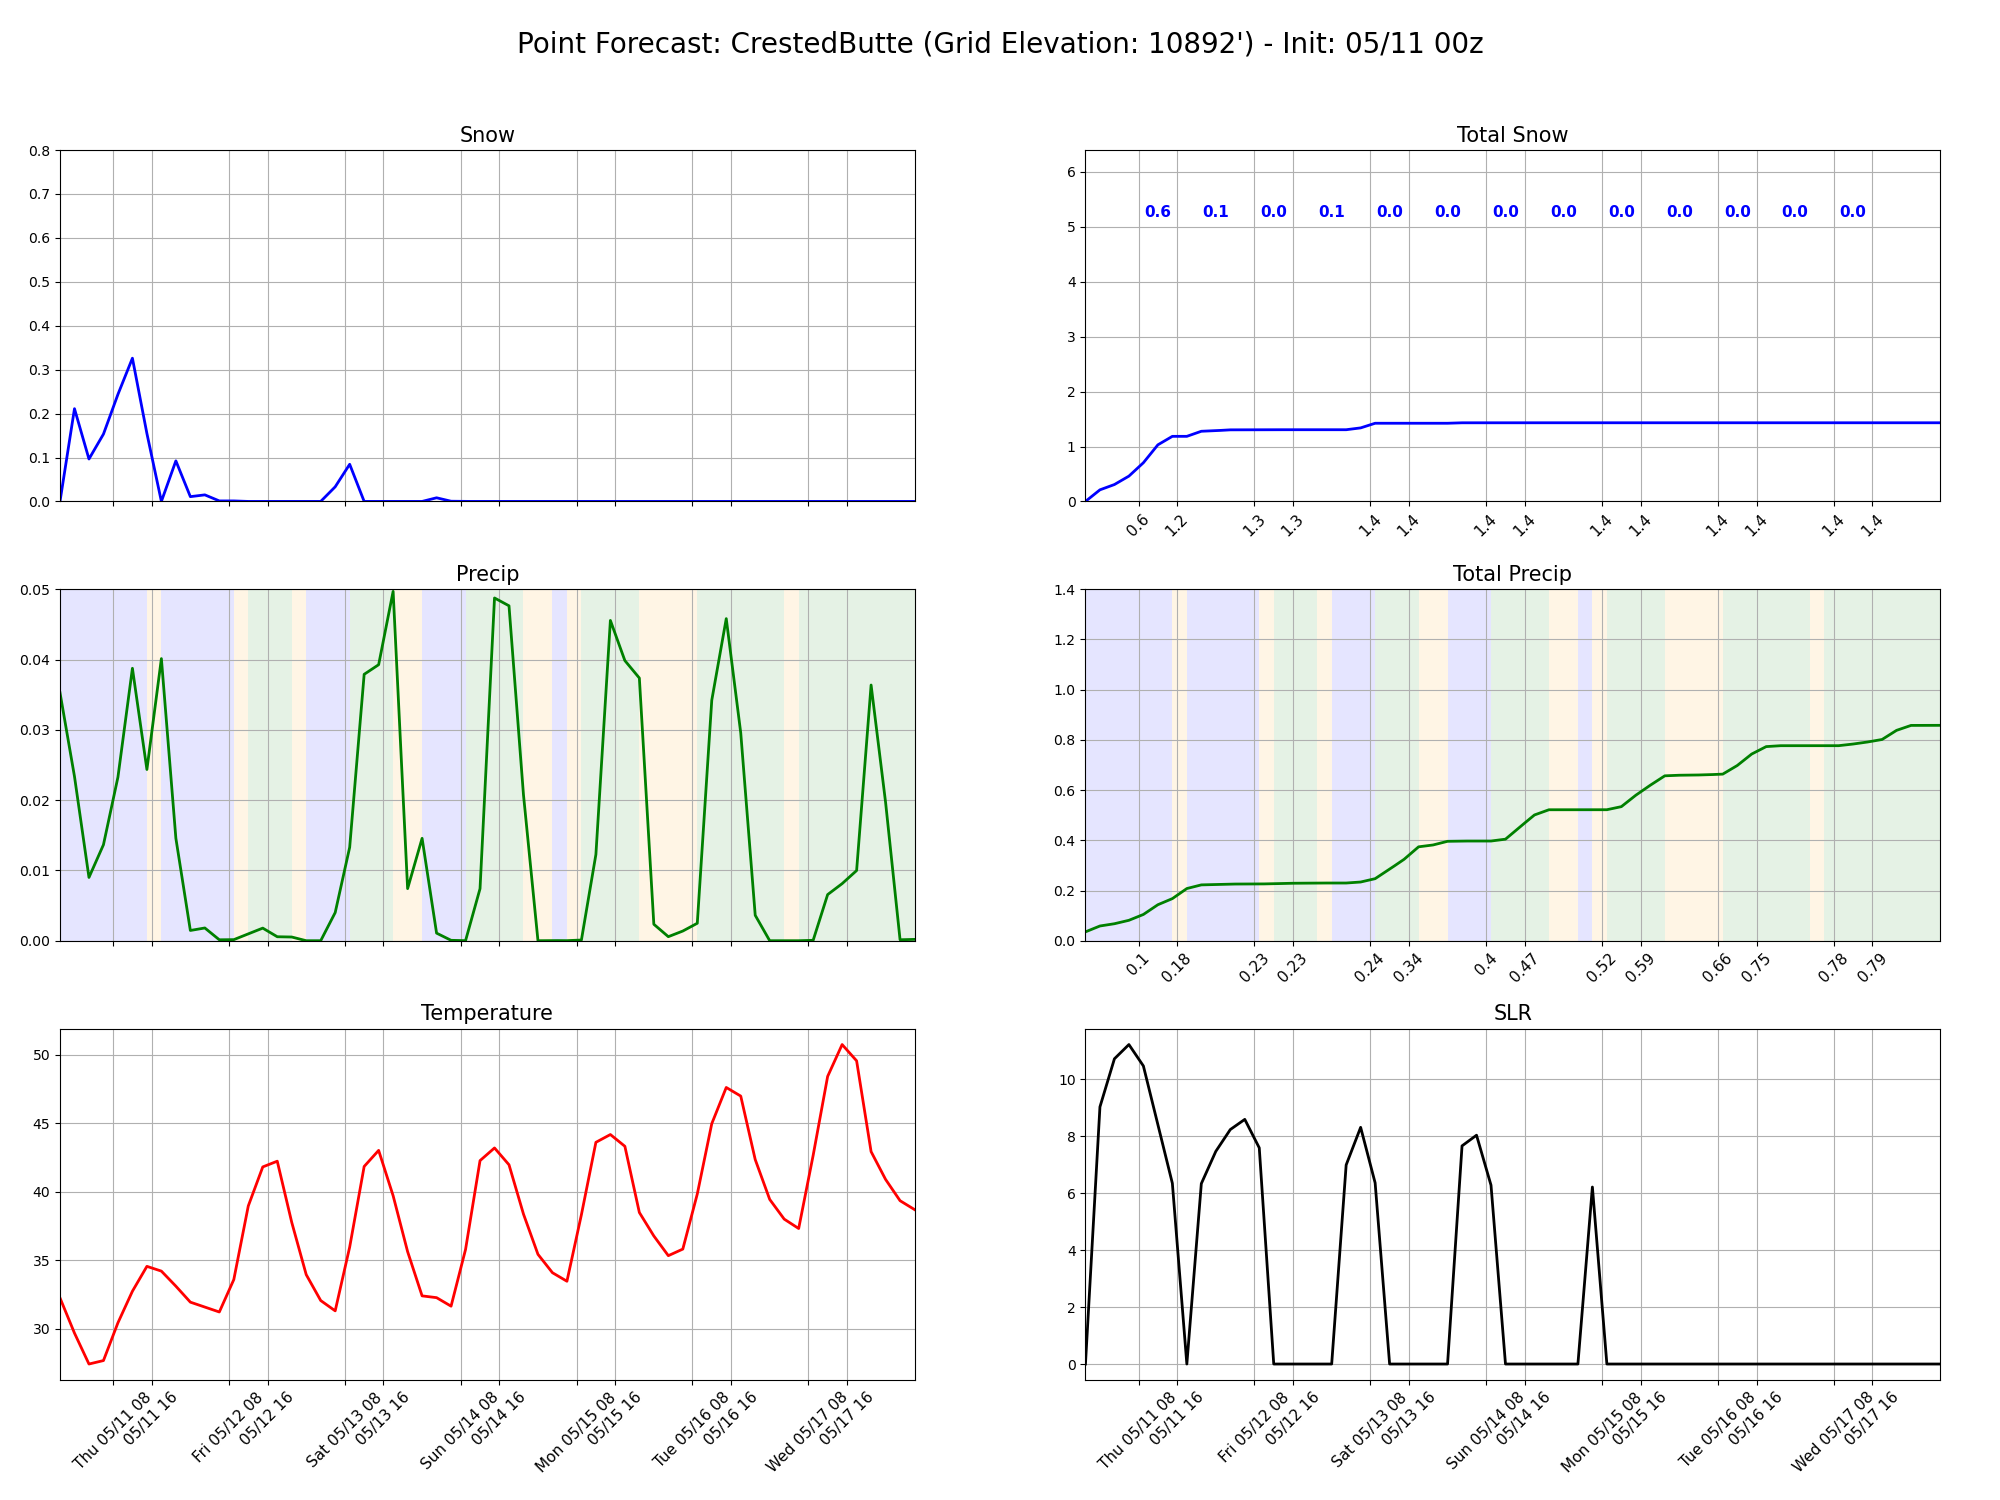 Point Forecast: CrestedButte (Grid Elevation: 10892') - Init: 05/11 00z
Snow
0.8
0.7
0.6
0.5
0.4
0.3
0.2
0.1
0.0
Total Snow
6
5
4
3
2
1
0
0.6 0.1 0.0 0.1 0.0 0.0 0.0 0.0 0.0 0.0 0.0 0.0 0.0
0.6 1.2 1.3 1.3 1.4 1.4 1.4 1.4 1.4 1.4 1.4 1.4 1.4 1.4
Precip
0.05
0.04
0.03
0.02
0.01
0.00
Total Precip
1.4
1.2
1.0
0.8
0.6
0.4
0.2
0.0
0.1 0.18 0.23 0.23 0.24 0.34 0.4 0.47 0.52 0.59 0.66 0.75 0.78 0.79
Temperature
50
45
40
35
30
Thu 05/11 08
05/11 16
Fri 05/12 08
05/12 16
Sat 05/13 08
05/13 16
Sun 05/14 08
05/14 16
Mon 05/15 08
05/15 16
Tue 05/16 08
05/16 16
Wed 05/17 08
05/17 16
SLR
10
8
6
4
2
0
Thu 05/11 08
05/11 16
Fri 05/12 08
05/12 16
Sat 05/13 08
05/13 16
Sun 05/14 08
05/14 16
Mon 05/15 08
05/15 16
Tue 05/16 08
05/16 16
Wed 05/17 08
05/17 16